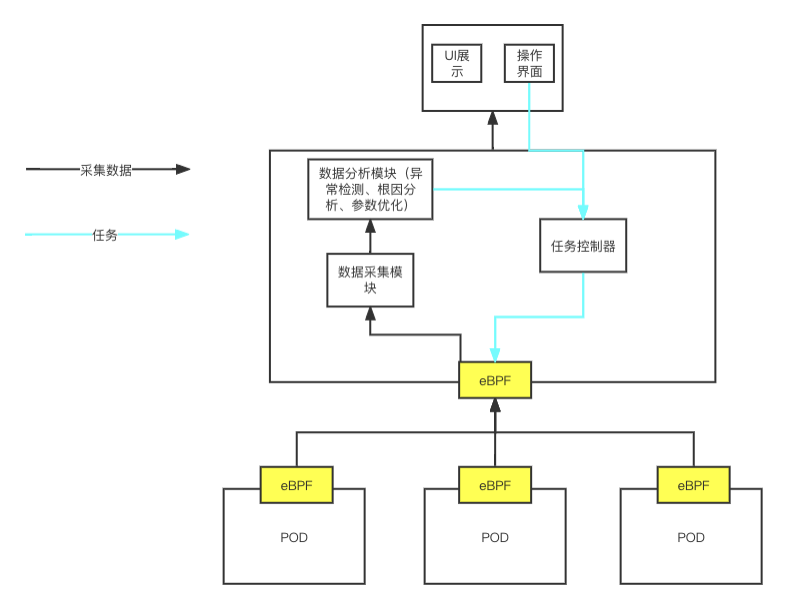 UI展
示
操作
界面
采集数据
数据分析模块（异
常检测、根因分
析、参数优化）
任务
任务控制器
数据采集模
块
eBPF
eBPF
eBPF
eBPF
POD
POD
POD